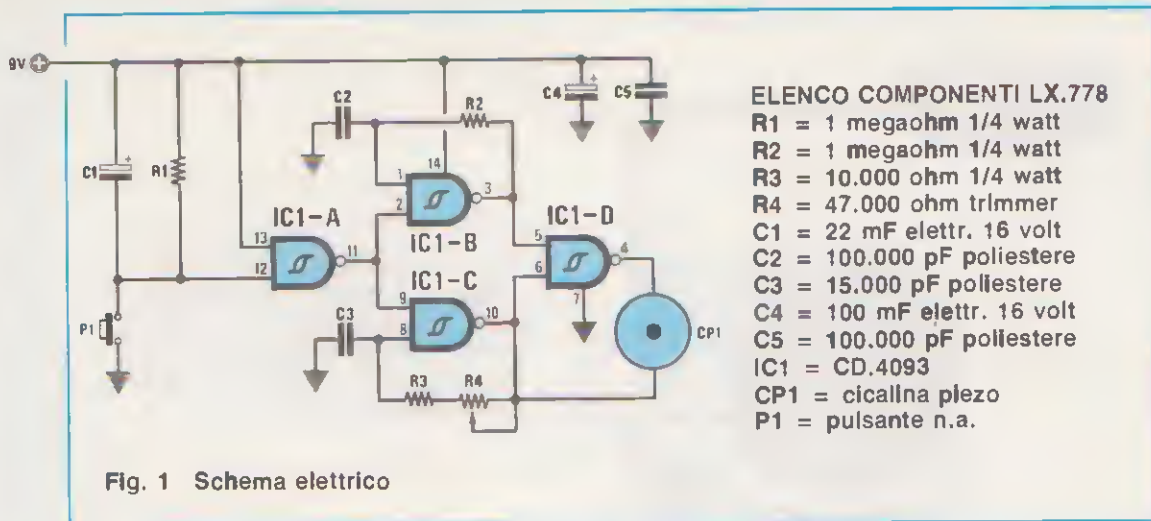 9V
C1
R1
P1
13
12
IC1-A
11
C2
R2
1
14
2
3
IC1-B
IC1-C
9
8
10
C3
R3
R4
C4
C5
IC1-D
5
6
4
7
CP1
+
+
+
ELENCO COMPONENTI LX.778
R1 = 1 megaohm 1/4 watt
R2 = 1 megaohm 1/4 watt
R3 = 10.000 ohm 1/4 watt
R4 = 47.000 ohm trimmer
C1 = 22 mF elettr. 16 volt
C2 = 100.000 pF poliestere
C3 = 15.000 pF poliestere
C4 = 100 mF elettr. 16 volt
C5 = 100.000 pF poliestere
IC1 = CD.4093
CP1 = cicalina piezo
P1 = pulsante n.a.
Fig. 1 Schema elettrico